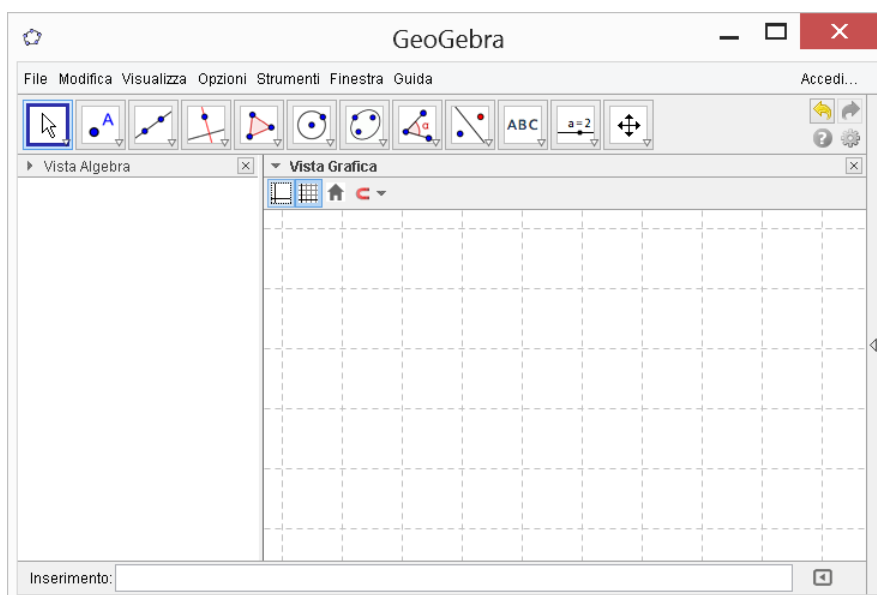 GeoGebra
File Modifica Visualizza Opzioni Strumenti Finestra Guida Accedi...
A α ABC a=2
Vista Algebra Vista Grafica
Inserimento: